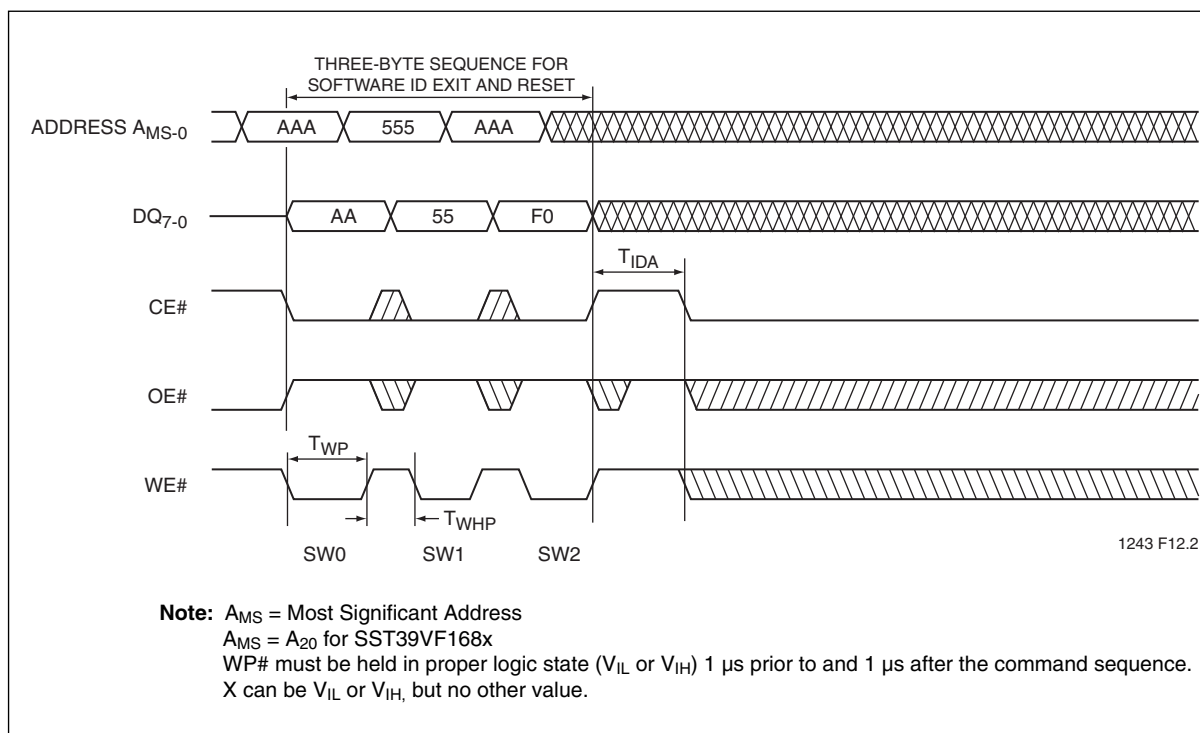 THREE-BYTE SEQUENCE FOR
SOFTWARE ID EXIT AND RESET
ADDRESS AMS-0
AAA 555 AAA
DQ7-0
AA 55 F0
TIDA
CE#
OE#
TWP
WE#
TWHP
SW0 SW1 SW2
1243 F12.2
Note: AMS = Most Significant Address
AMS = A20 for SST39VF168x
WP# must be held in proper logic state (VIL or VIH) 1 µs prior to and 1 µs after the command sequence.
X can be VIL or VIH, but no other value.